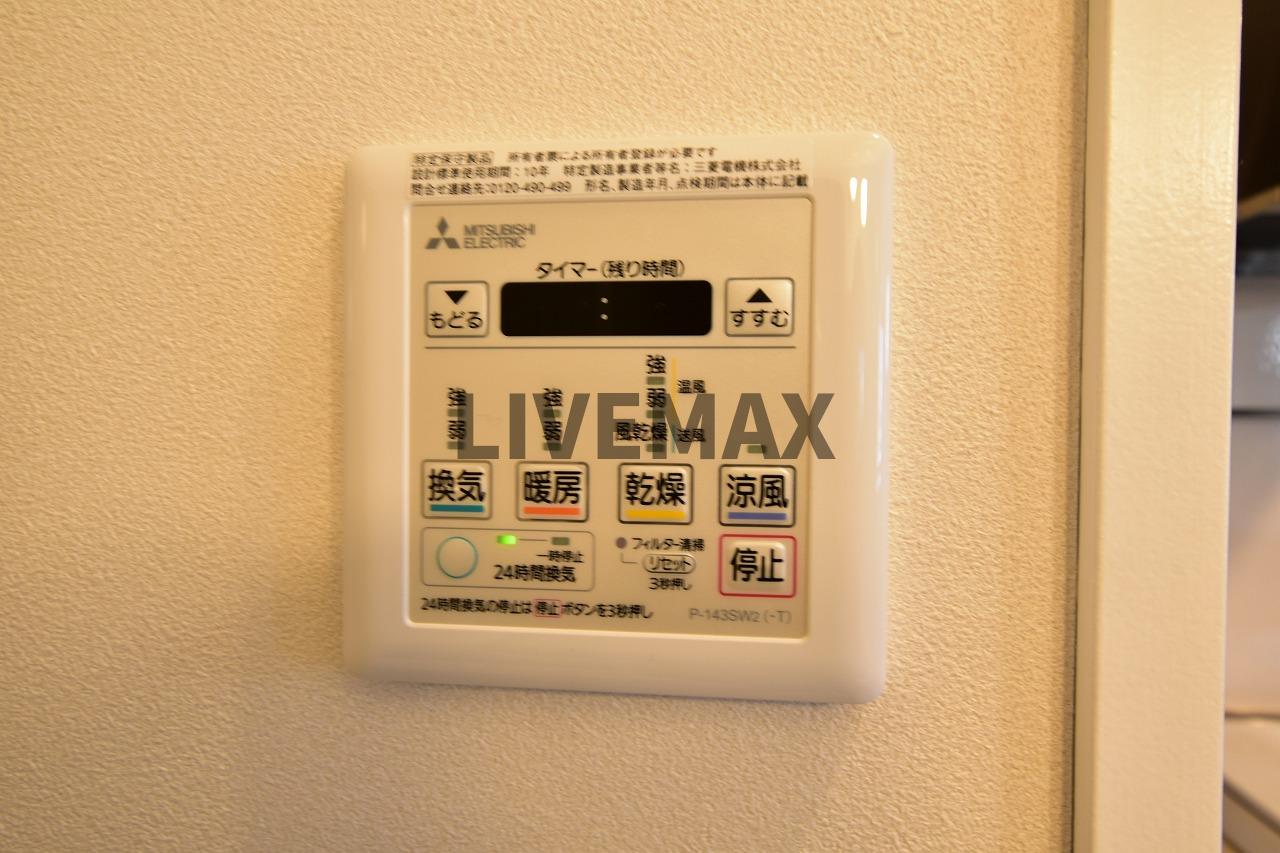 特定保守製品 所有者票による所有者登録が必要です
設計標準使用期間：10年 特定製造事業者等名：三菱電機株式会社
問合せ連絡先：0120-490-499 形名、製造年月、点検期間は本体に記載
MITSUBISHI
ELECTRIC
タイマー（残り時間）
▼
もどる
:
▲
すすむ
強
弱
強
弱
強
弱
風乾燥
温風
送風
LIVEMAX
換気
暖房
乾燥
涼風
一時停止
24時間換気
フィルター清掃
リセット
3秒押し
停止
24時間換気の停止は 停止 ボタンを3秒押し
P-143SW2（-T）